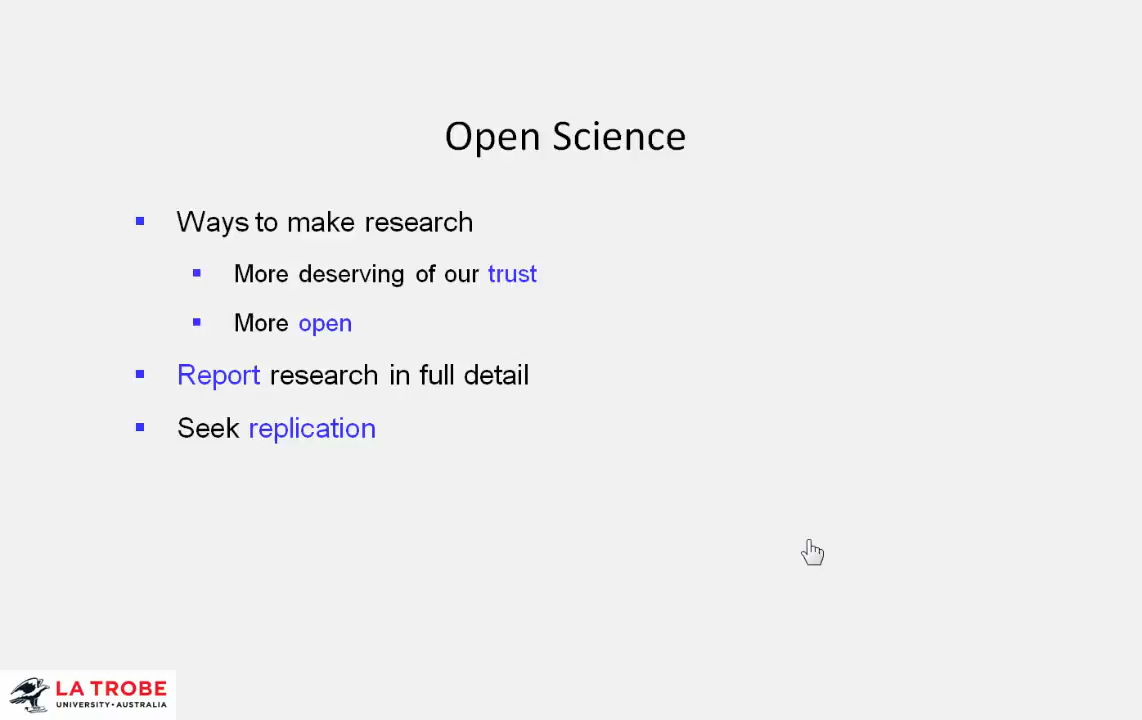 Open Science
Ways to make research
More deserving of our trust
More open
Report research in full detail
Seek replication
LA TROBE
UNIVERSITY • AUSTRALIA